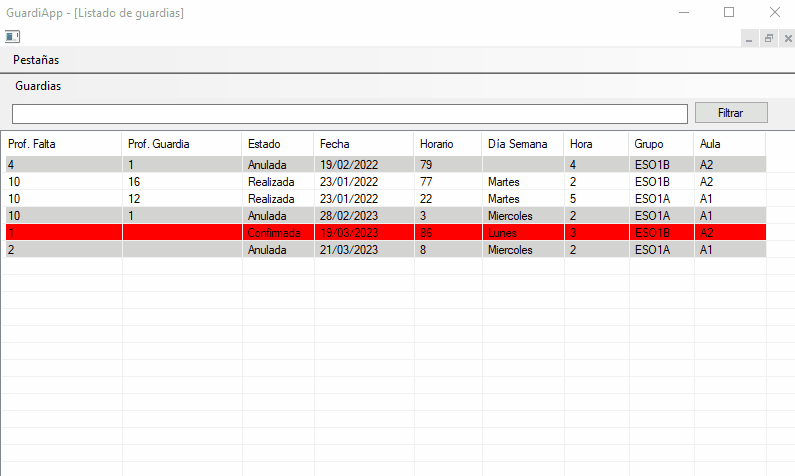 GuardiApp - [Listado de guardias]
Pestañas
Guardias
Filtrar
Prof. Falta Prof. Guardia Estado Fecha Horario Día Semana Hora Grupo Aula
4 1 Anulada 19/02/2022 79 4 ESO1B A2
10 16 Realizada 23/01/2022 77 Martes 2 ESO1B A2
10 12 Realizada 23/01/2022 22 Martes 5 ESO1A A1
10 1 Anulada 28/02/2023 3 Miercoles 2 ESO1A A1
1 Confirmada 19/03/2023 86 Lunes 3 ESO1B A2
2 Anulada 21/03/2023 8 Miercoles 2 ESO1A A1